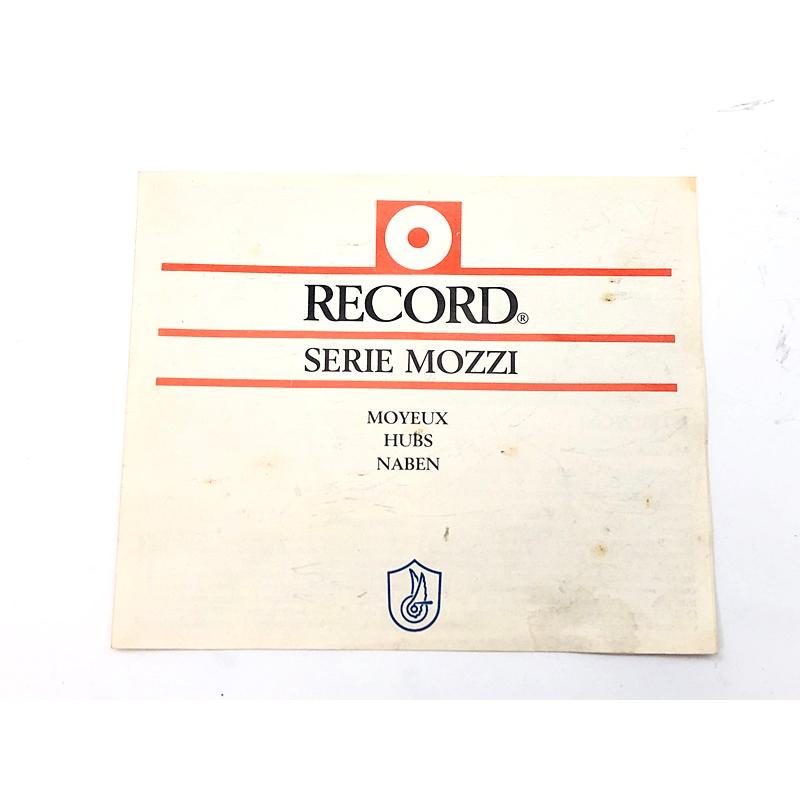 RECORD®
SERIE MOZZI
MOYEUX
HUBS
NABEN